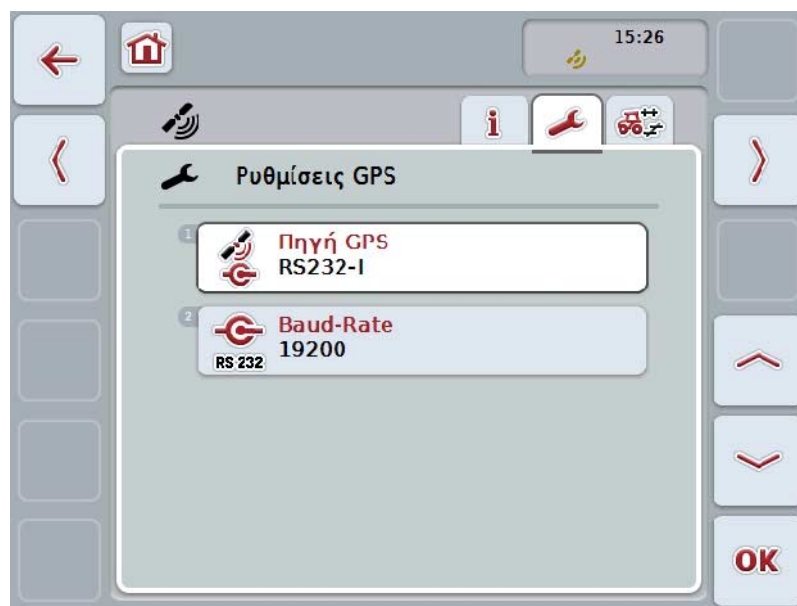 15:26
i
Ρυθμίσεις GPS
1
Πηγή GPS
RS232-I
2
Baud-Rate
19200
RS 232
OK